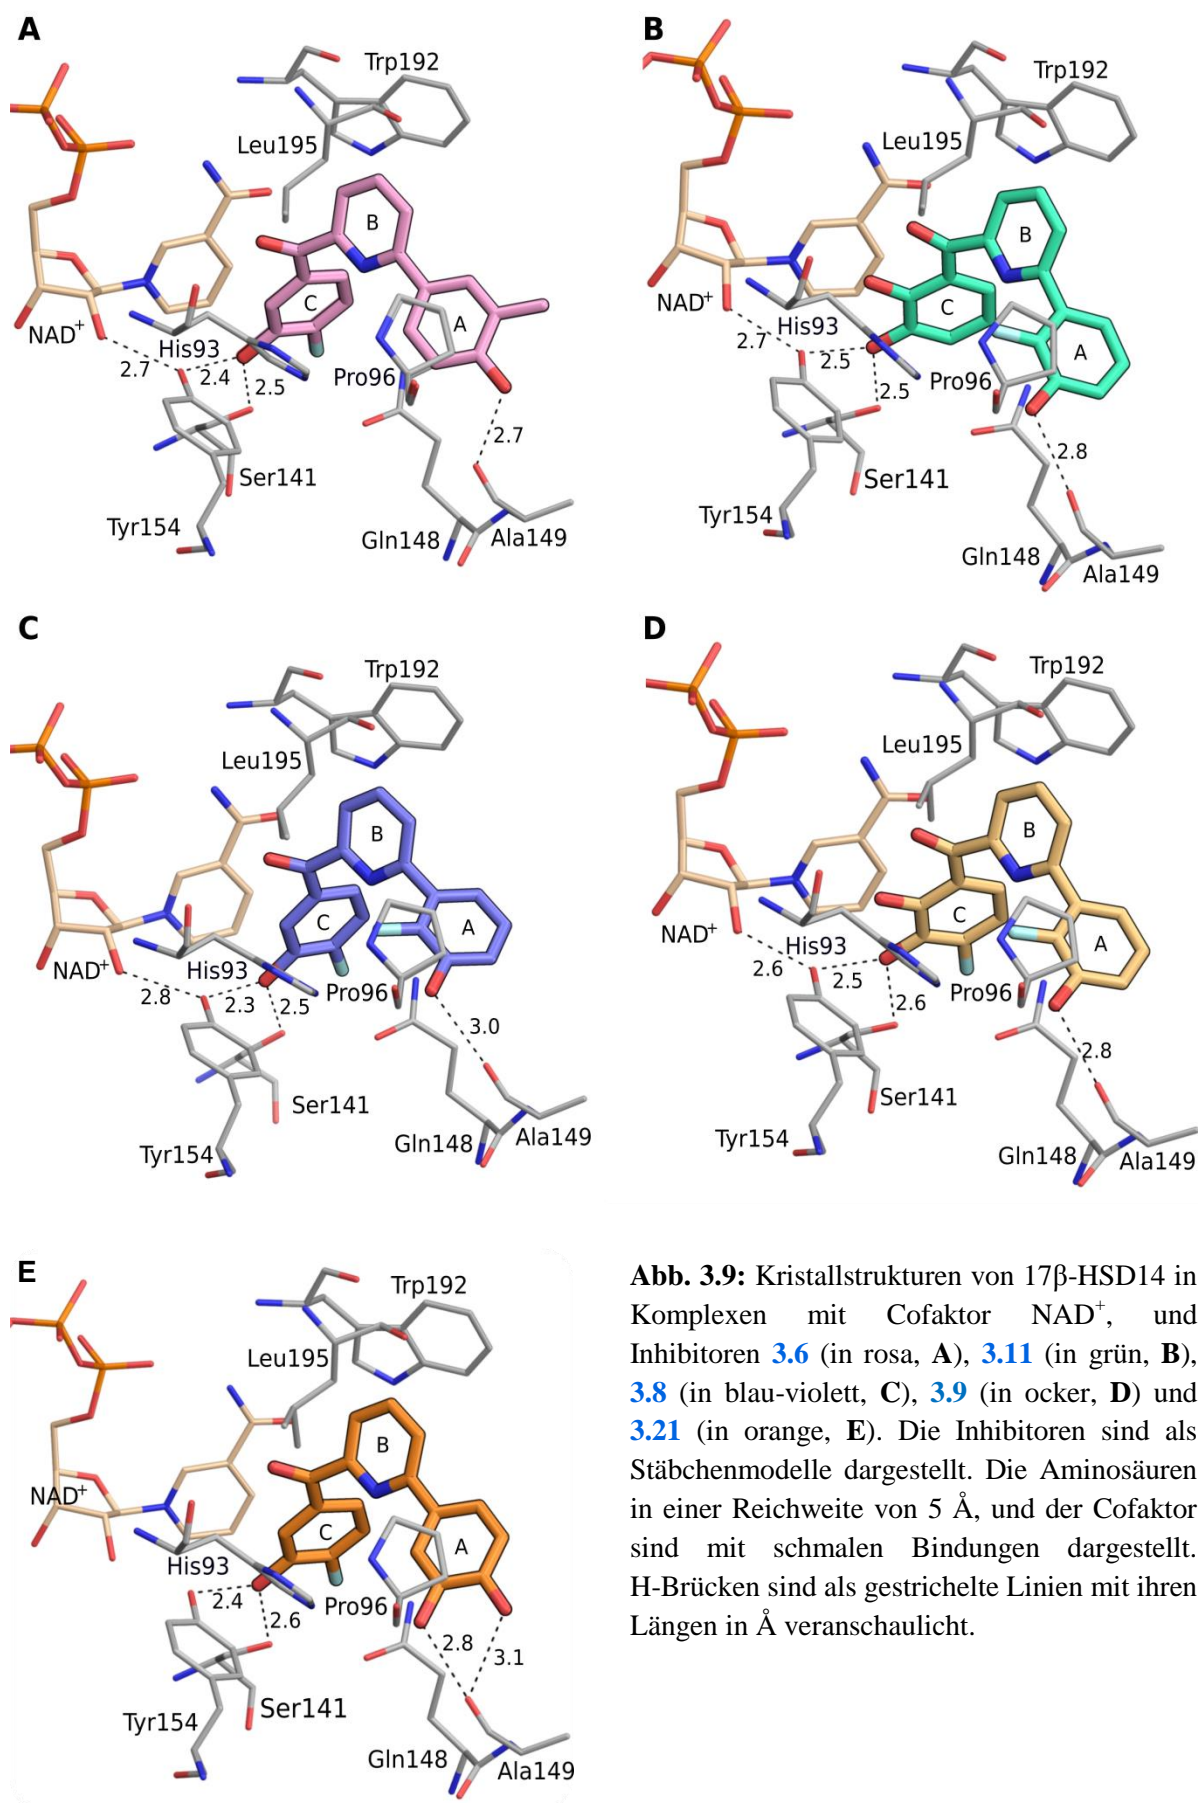 A
Trp192
Leu195
B
C
A
NAD+
His93
2.7
2.4
2.5
Pro96
2.7
Ser141
Tyr154
Gln148
Ala149
B
Trp192
Leu195
B
C
A
NAD+
His93
2.7
2.5
2.5
Pro96
2.8
Ser141
Tyr154
Gln148
Ala149
C
Trp192
Leu195
B
C
A
NAD+
His93
2.8
2.3
2.5
Pro96
3.0
Ser141
Tyr154
Gln148
Ala149
D
Trp192
Leu195
B
C
A
NAD+
His93
2.6
2.5
2.6
Pro96
2.8
Ser141
Tyr154
Gln148
Ala149
E
Trp192
Leu195
B
C
A
NAD+
His93
2.4
2.6
Pro96
2.8
3.1
Ser141
Tyr154
Gln148
Ala149
Abb. 3.9: Kristallstrukturen von 17β-HSD14 in
Komplexen mit Cofaktor NAD+, und
Inhibitoren 3.6 (in rosa, A), 3.11 (in grün, B),
3.8 (in blau-violett, C), 3.9 (in ocker, D) und
3.21 (in orange, E). Die Inhibitoren sind als
Stäbchenmodelle dargestellt. Die Aminosäuren
in einer Reichweite von 5 Å, und der Cofaktor
sind mit schmalen Bindungen dargestellt.
H-Brücken sind als gestrichelte Linien mit ihren
Längen in Å veranschaulicht.